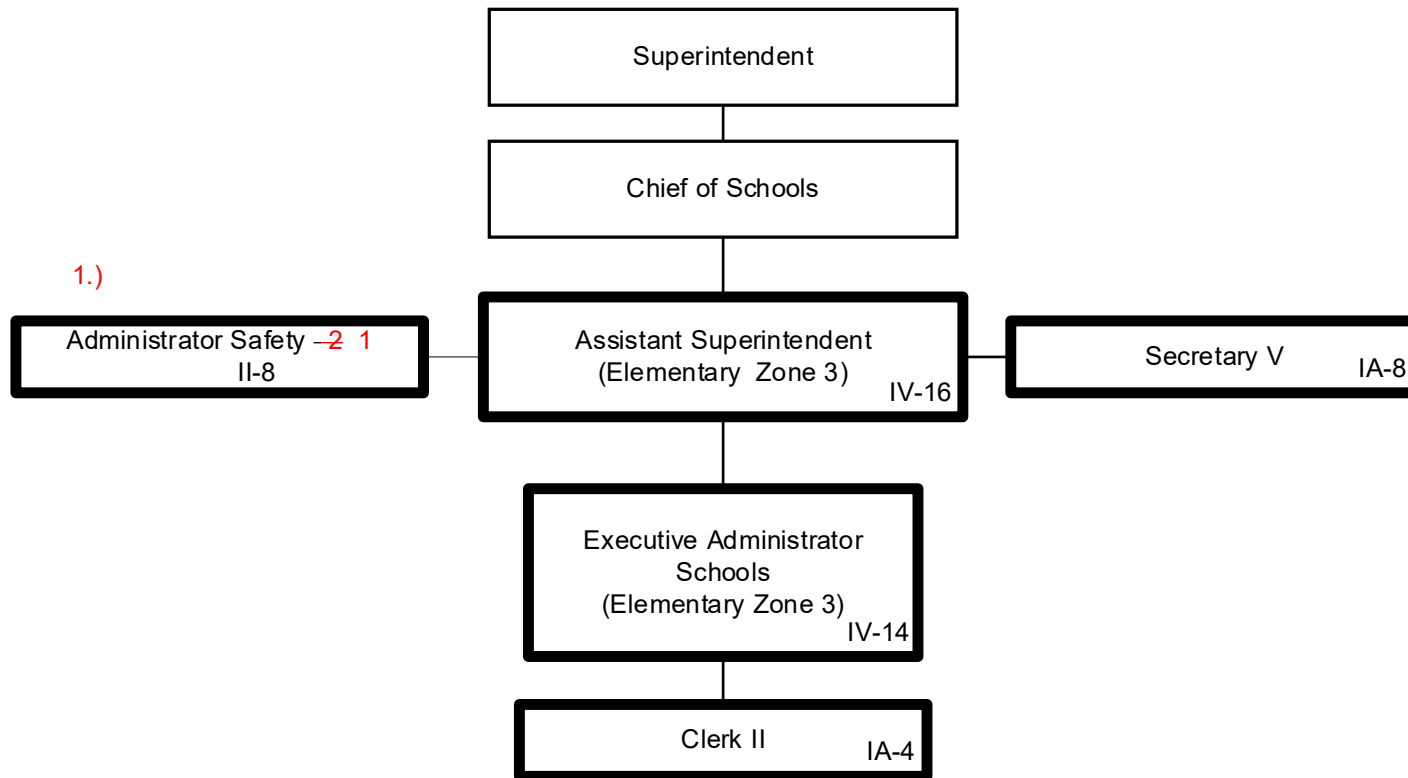 Superintendent
Chief of Schools
1.)
Administrator Safety - 2 1
II-8
Assistant Superintendent
(Elementary Zone 3)
IV-16
Secretary V
IA-8
Executive Administrator
Schools
(Elementary Zone 3)
IV-14
Clerk II
IA-4